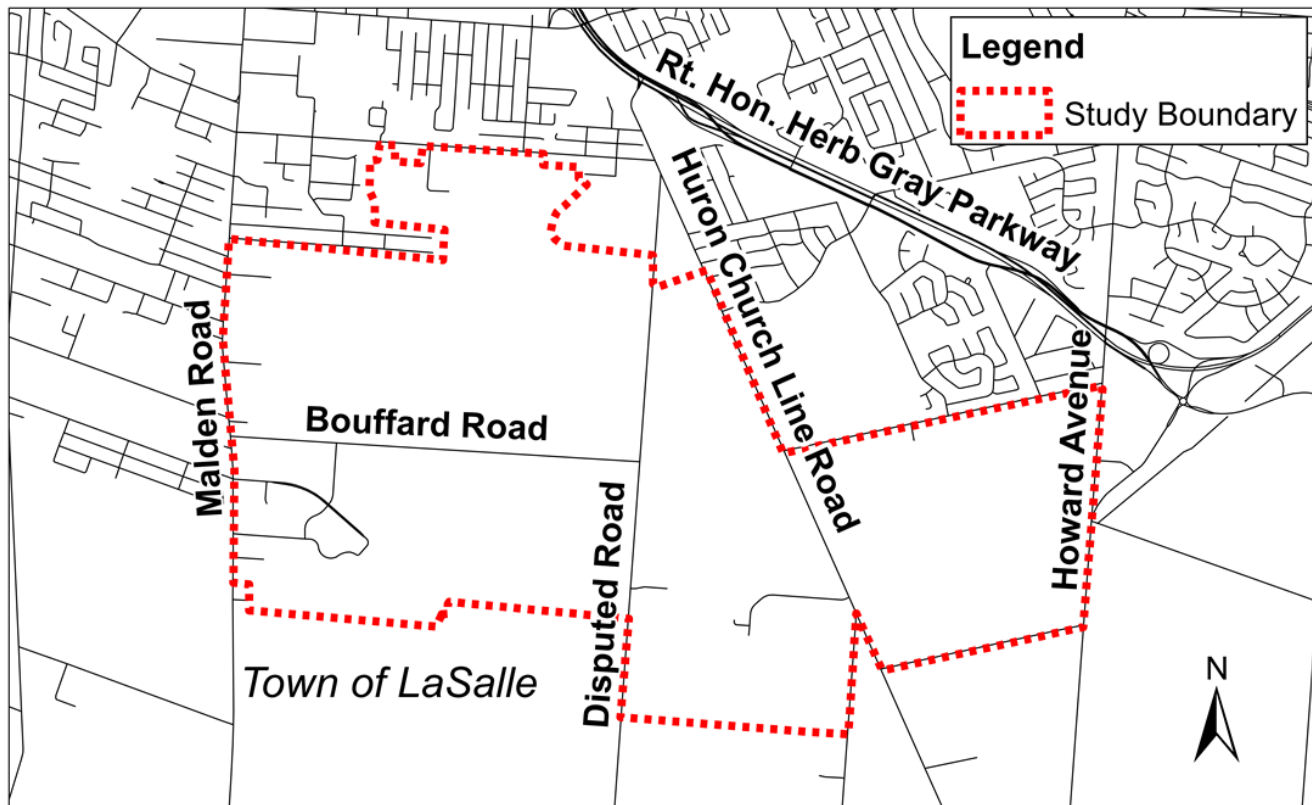 Legend
Study Boundary
Rt. Hon. Herb Gray Parkway
Huron Church Line Road
Malden Road
Bouffard Road
Howard Avenue
Disputed Road
Town of LaSalle
N